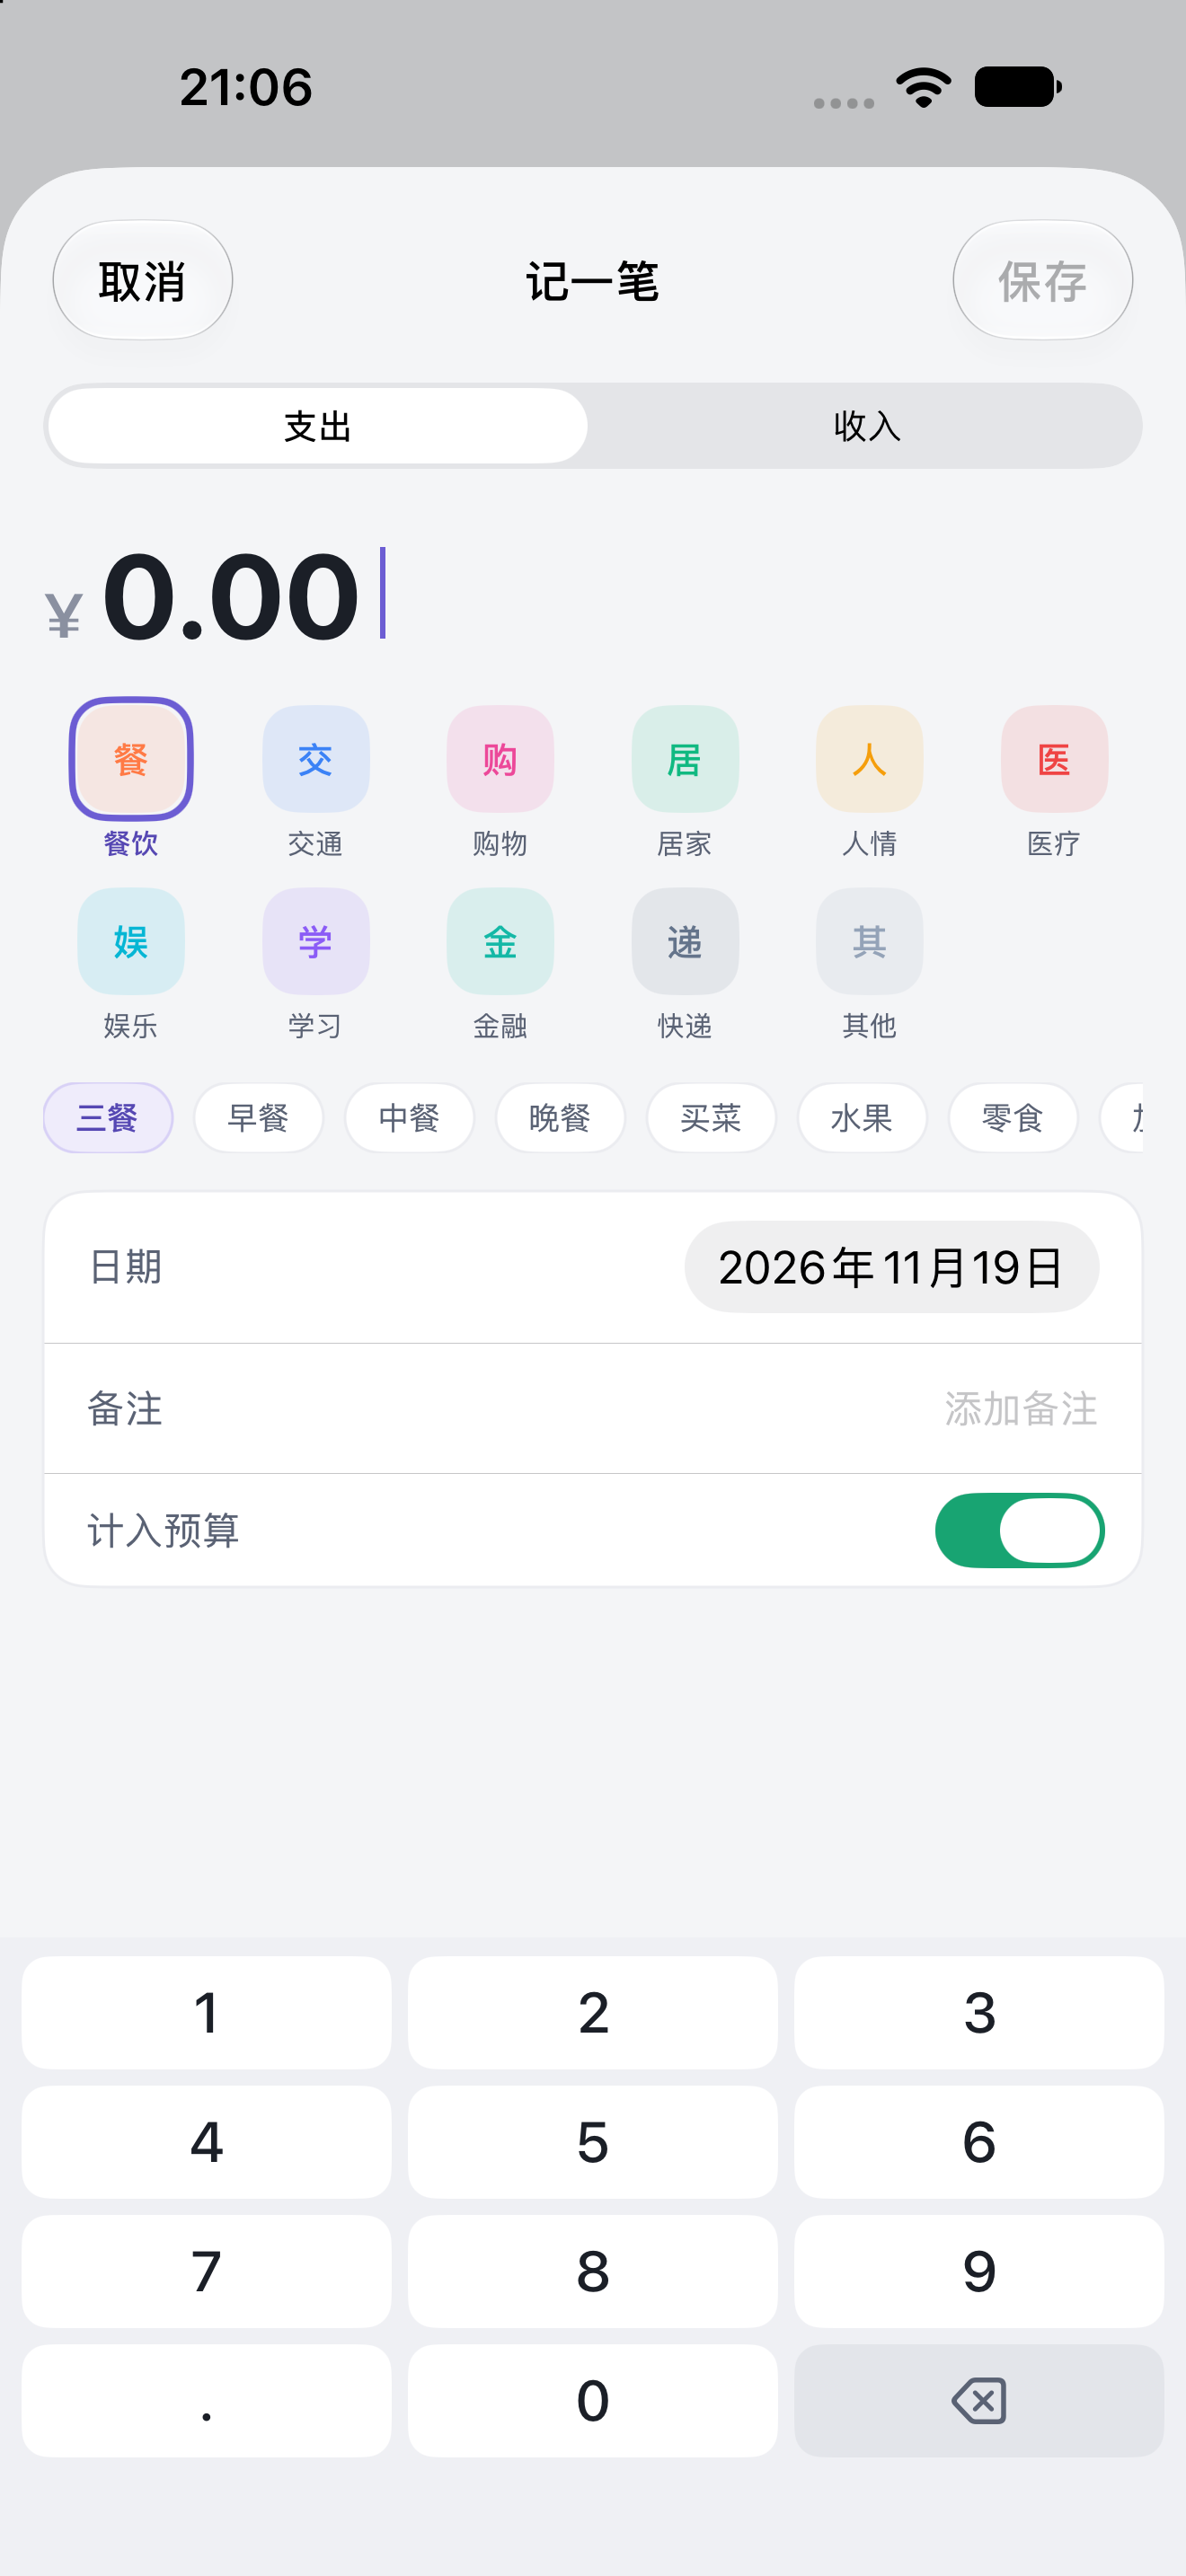 21:06
取消 记一笔 保存
支出 收入
¥ 0.00
餐 交 购 居 人 医
餐饮 交通 购物 居家 人情 医疗
娱 学 金 递 其
娱乐 学习 金融 快递 其他
三餐 早餐 中餐 晚餐 买菜 水果 零食
日期 2026年11月19日
备注 添加备注
计入预算
1 2 3
4 5 6
7 8 9
. 0